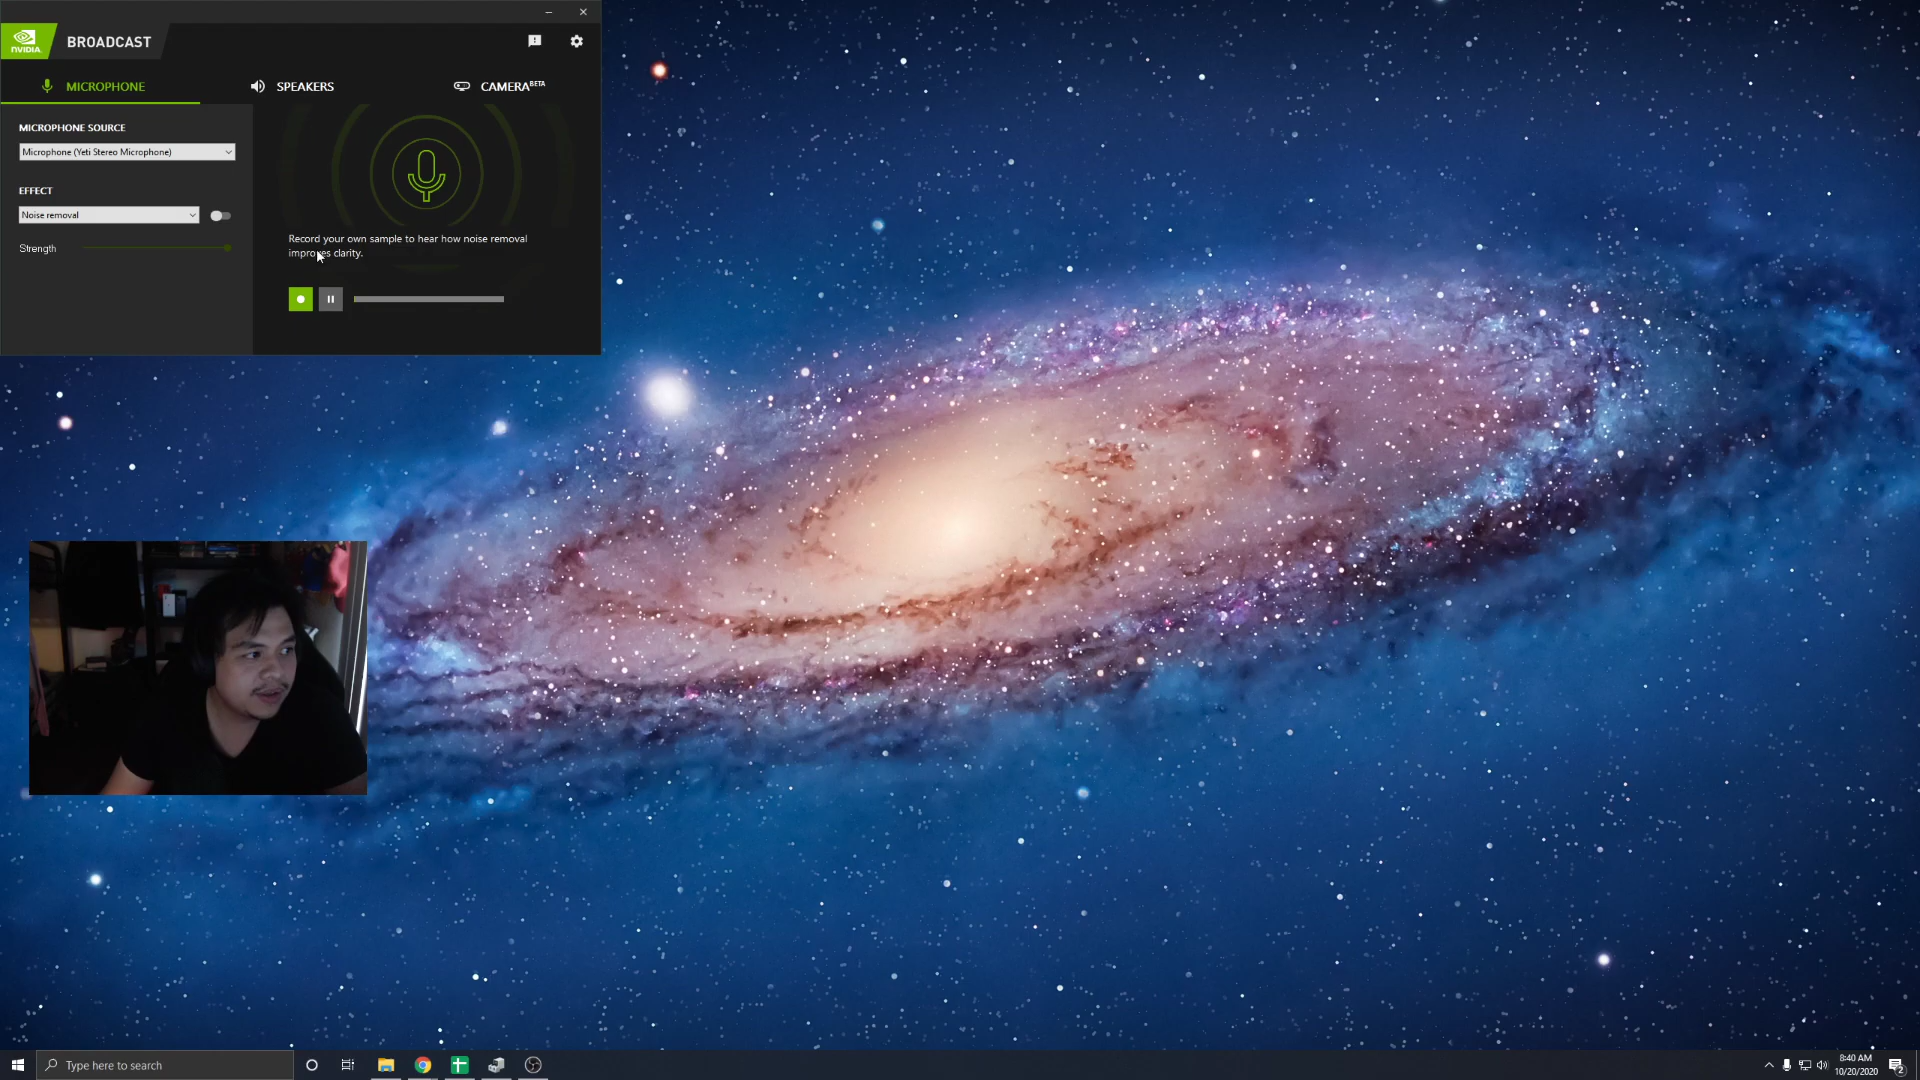 NVIDIA.
BROADCAST
MICROPHONE
SPEAKERS
CAMERA BETA
MICROPHONE SOURCE
Microphone (Yeti Stereo Microphone)
EFFECT
Noise removal
Strength
Record your own sample to hear how noise removal
improves clarity.
Type here to search
8:40 AM
10/20/2020
2